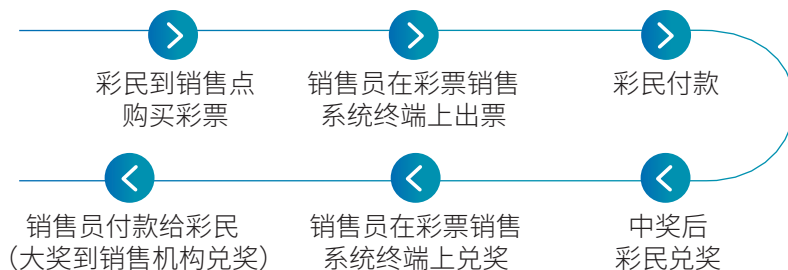 彩民到销售点
购买彩票
销售员在彩票销售
系统终端上出票
彩民付款
中奖后
彩民兑奖
销售员在彩票销售
系统终端上兑奖
销售员付款给彩民
（大奖到销售机构兑奖）